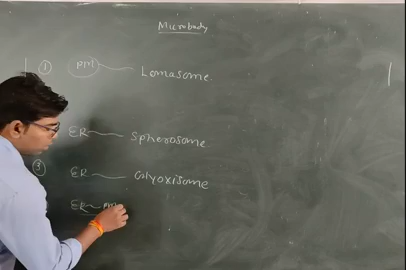 Microbody
① PM Lomasome
ER Spherosome
③ ER Glyoxisome
ER